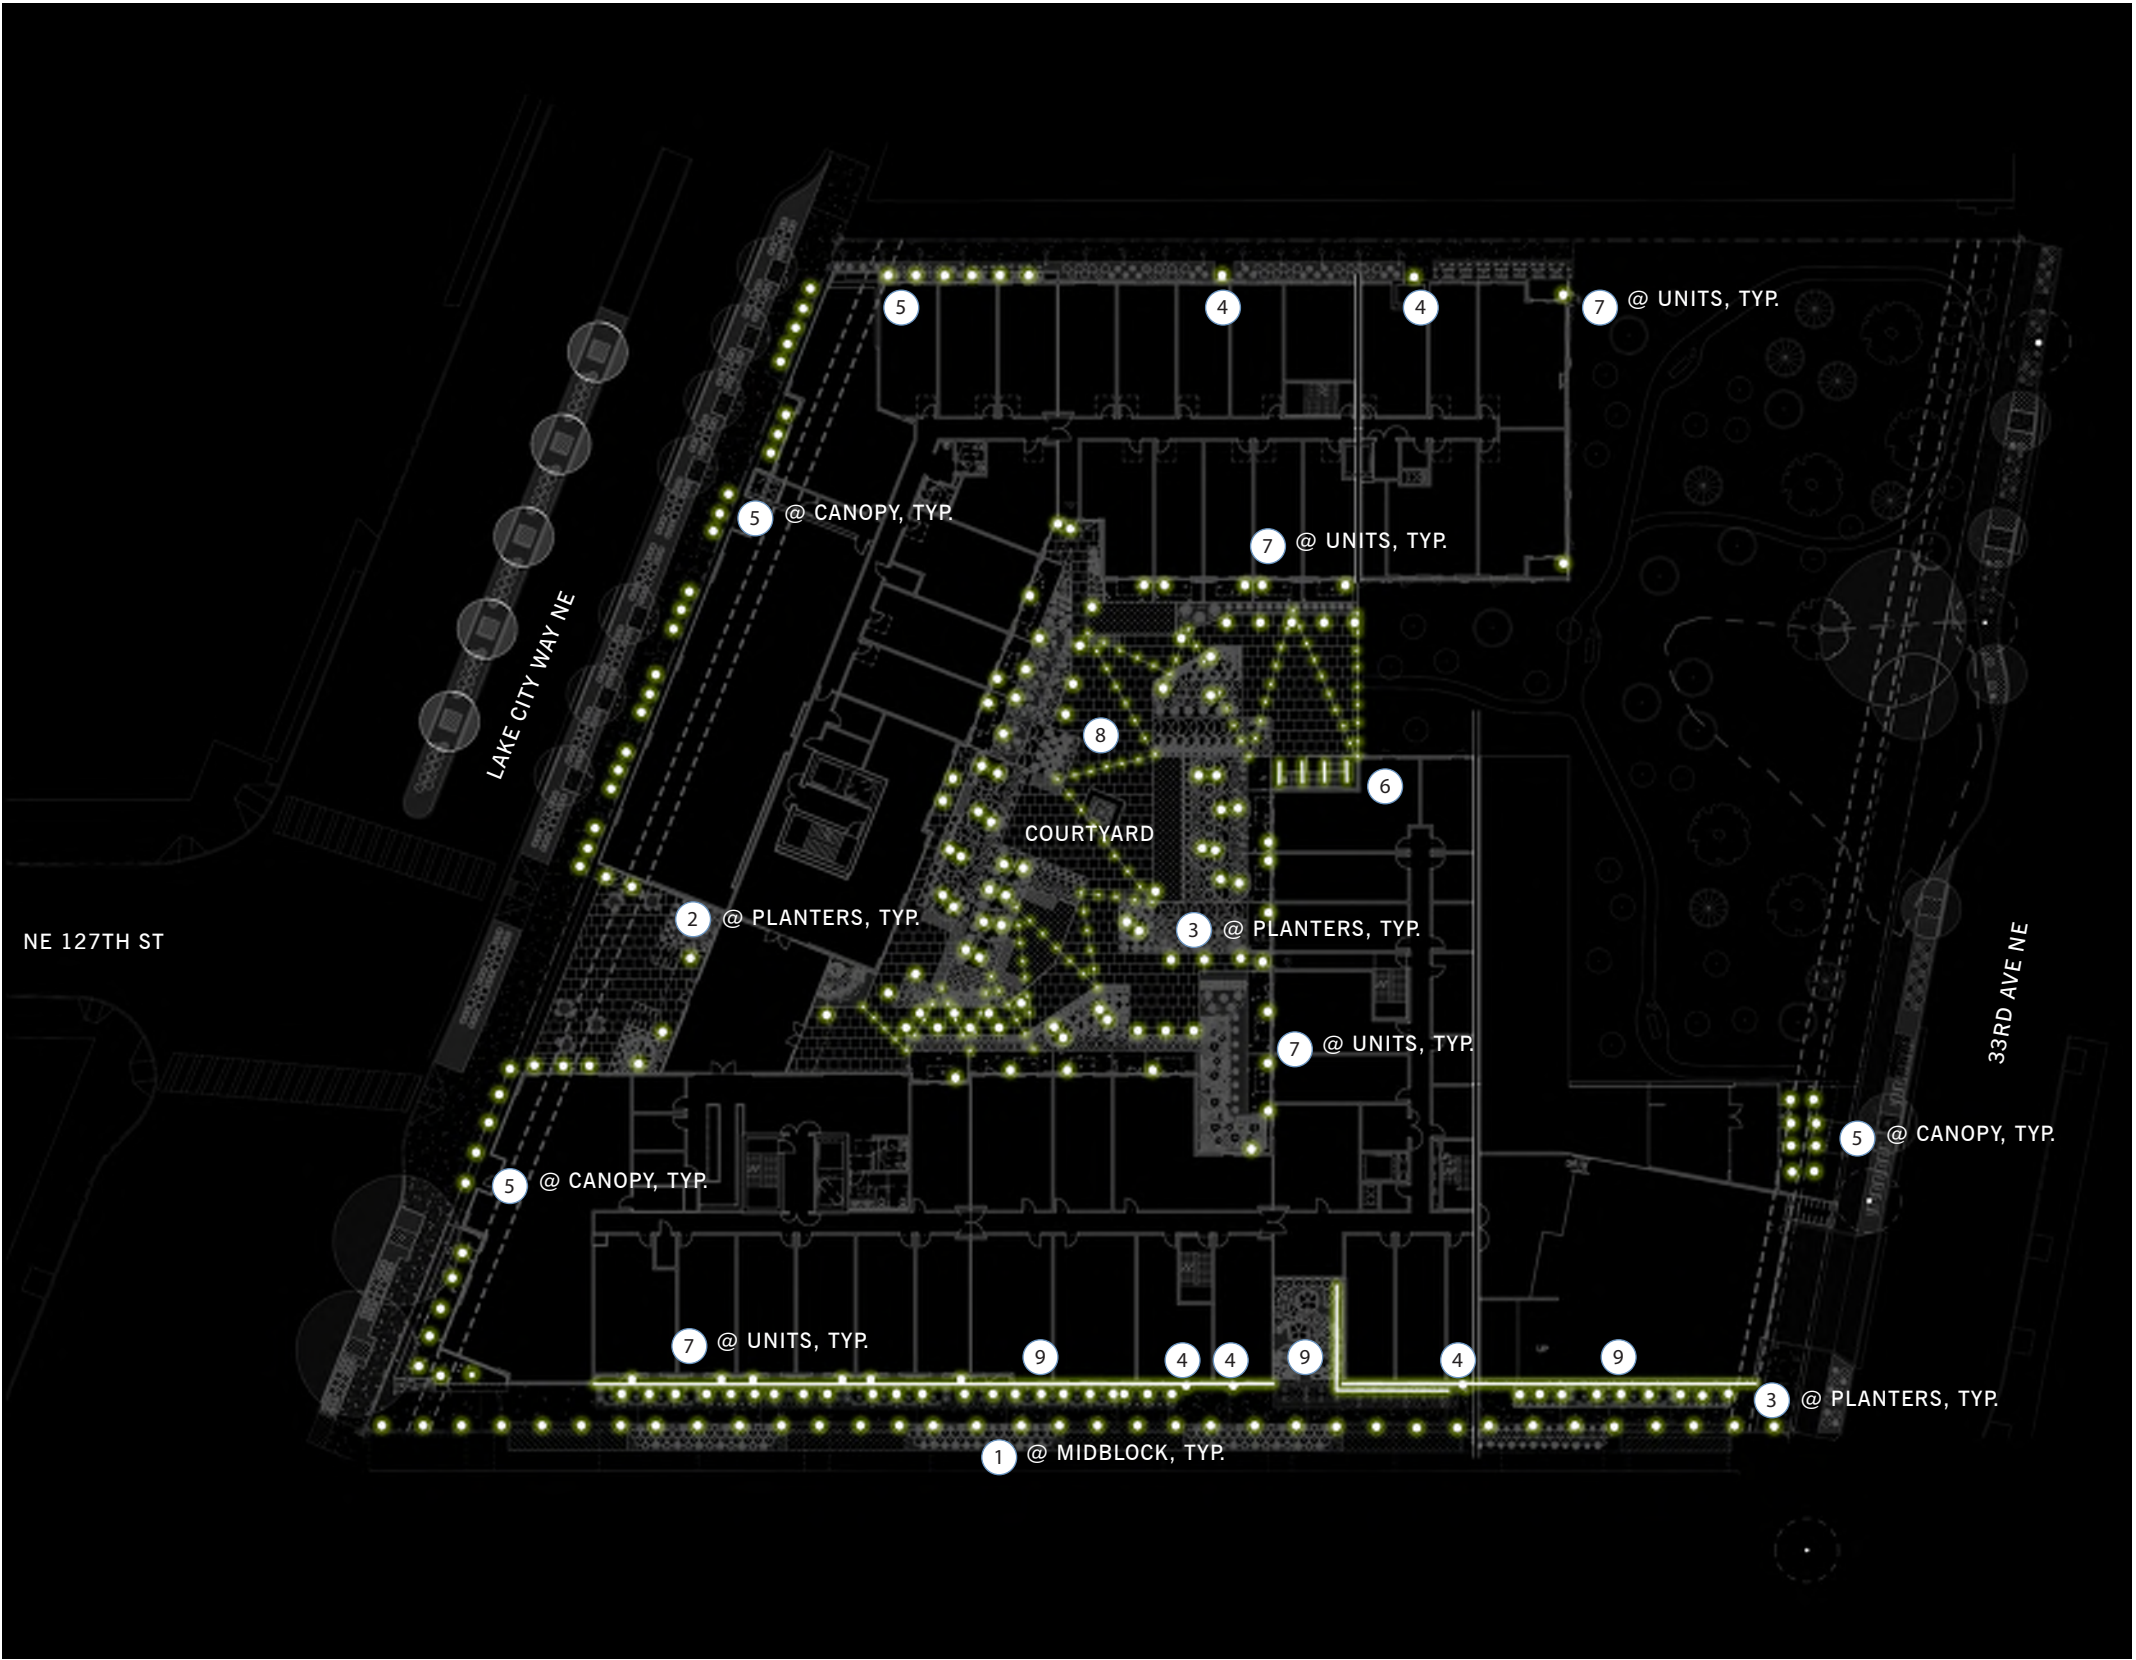 5
4
4
7 @ UNITS, TYP.
5 @ CANOPY, TYP.
7 @ UNITS, TYP.
LAKE CITY WAY NE
8
6
COURTYARD
2 @ PLANTERS, TYP.
3 @ PLANTERS, TYP.
NE 127TH ST
33RD AVE NE
7 @ UNITS, TYP.
5 @ CANOPY, TYP.
5 @ CANOPY, TYP.
7 @ UNITS, TYP.
9
4
4
9
4
UP
9
3 @ PLANTERS, TYP.
1 @ MIDBLOCK, TYP.